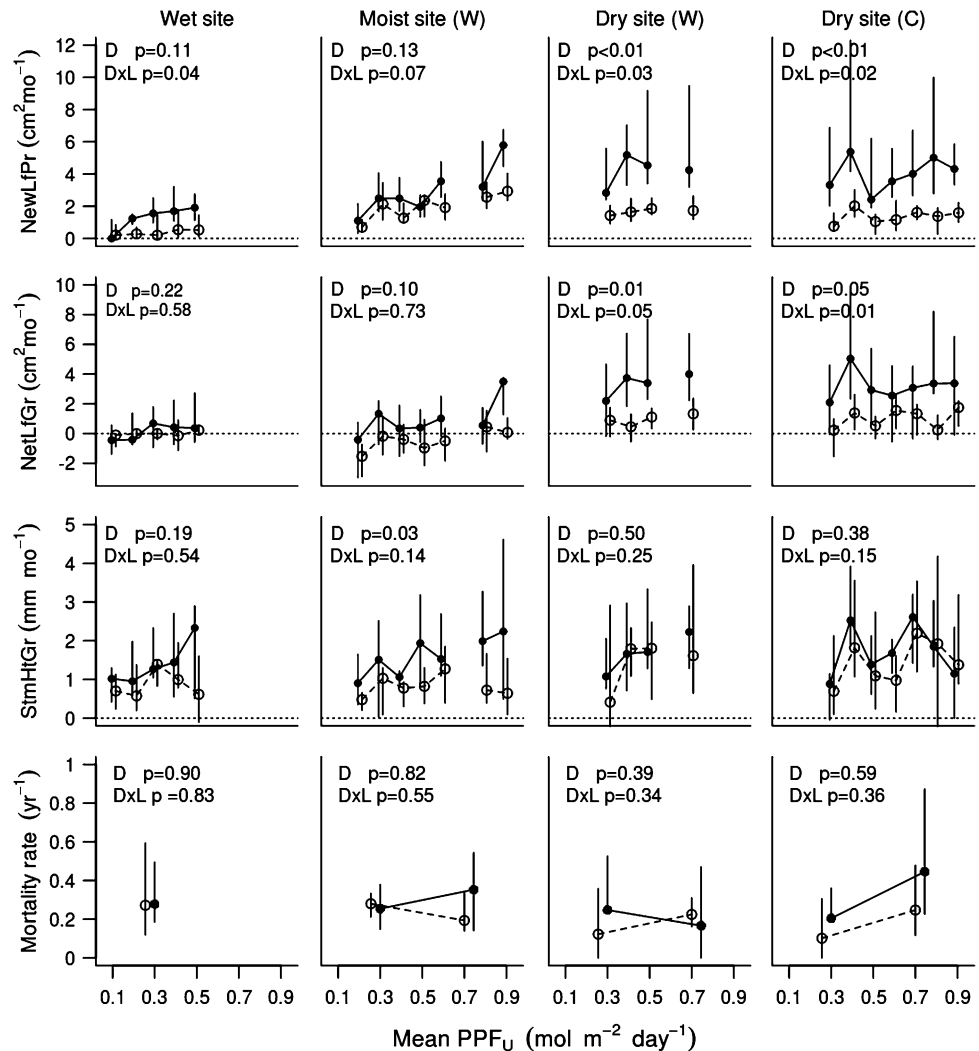 Wet site Moist site (W) Dry site (W) Dry site (C)
NewLfPr (cm²mo⁻¹)
12
10
8
6
4
2
0
D p=0.11
DxL p=0.04
D p=0.13
DxL p=0.07
D p<0.01
DxL p=0.03
D p<0.01
DxL p=0.02
NetLfGr (cm²mo⁻¹)
10
8
6
4
2
0
-2
D p=0.22
DxL p=0.58
D p=0.10
DxL p=0.73
D p=0.01
DxL p=0.05
D p=0.05
DxL p=0.01
StmHtGr (mm mo⁻¹)
5
4
3
2
1
0
D p=0.19
DxL p=0.54
D p=0.03
DxL p=0.14
D p=0.50
DxL p=0.25
D p=0.38
DxL p=0.15
Mortality rate (yr⁻¹)
1
0.8
0.6
0.4
0.2
0
D p=0.90
DxL p =0.83
D p=0.82
DxL p=0.55
D p=0.39
DxL p=0.34
D p=0.59
DxL p=0.36
0.1 0.3 0.5 0.7 0.9 0.1 0.3 0.5 0.7 0.9 0.1 0.3 0.5 0.7 0.9 0.1 0.3 0.5 0.7 0.9
Mean PPF_U (mol m⁻² day⁻¹)